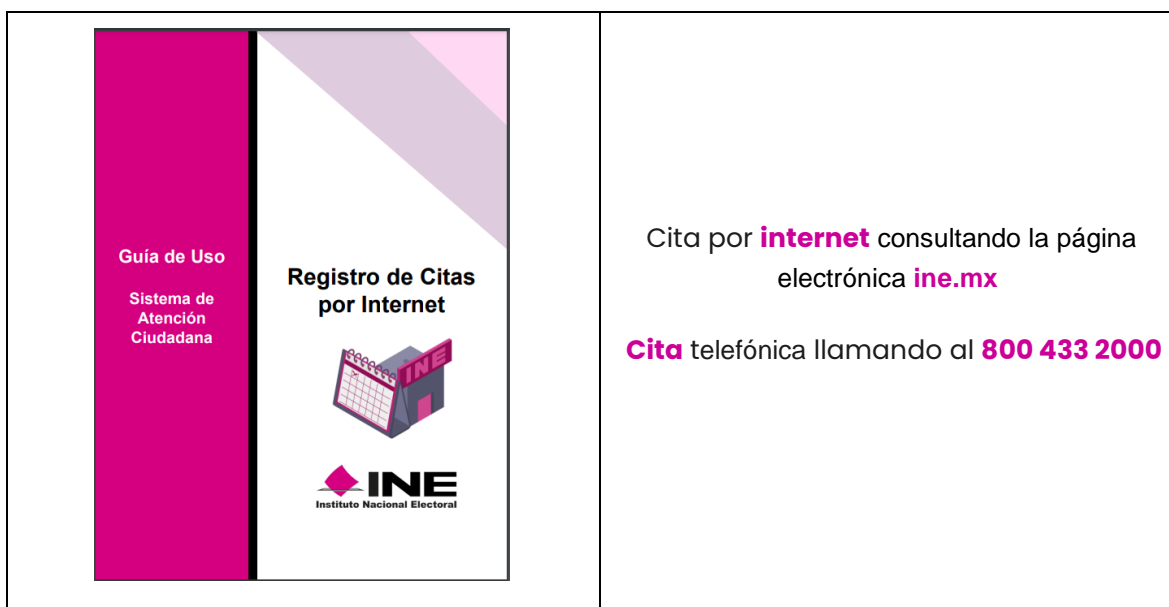 Guía de Uso
Sistema de
Atención
Ciudadana
Registro de Citas
por Internet
INE
INE
Instituto Nacional Electoral
Cita por internet consultando la página
electrónica ine.mx
Cita telefónica llamando al 800 433 2000